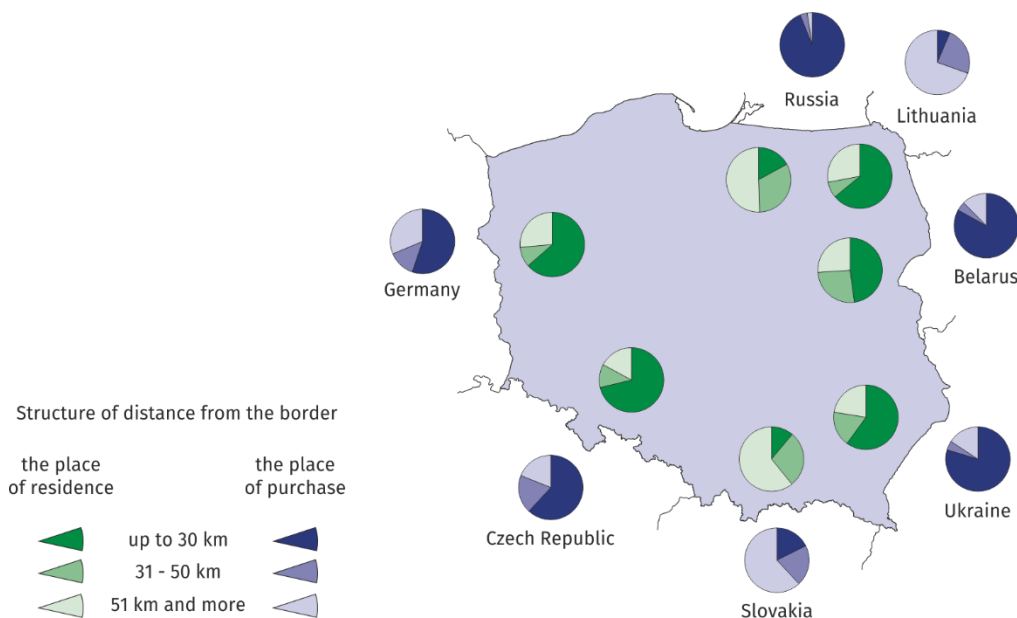 Russia
Lithuania
Germany
Belarus
Czech Republic
Ukraine
Slovakia
Structure of distance from the border
the place
of residence
the place
of purchase
up to 30 km
31 - 50 km
51 km and more